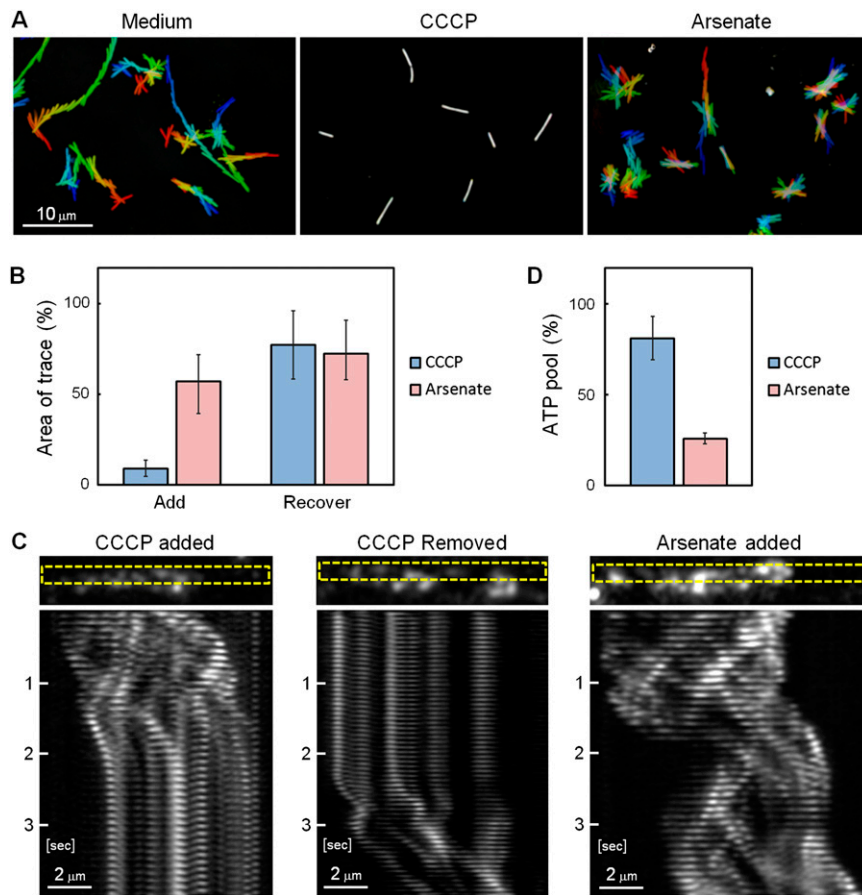 A
Medium
CCCP
Arsenate
10 μm
B
Area of trace (%)
100
50
0
Add
Recover
CCCP
Arsenate
D
ATP pool (%)
100
50
0
CCCP
Arsenate
C
CCCP added
CCCP Removed
Arsenate added
1
2
3
[sec]
2 μm
1
2
3
[sec]
2 μm
1
2
3
[sec]
2 μm